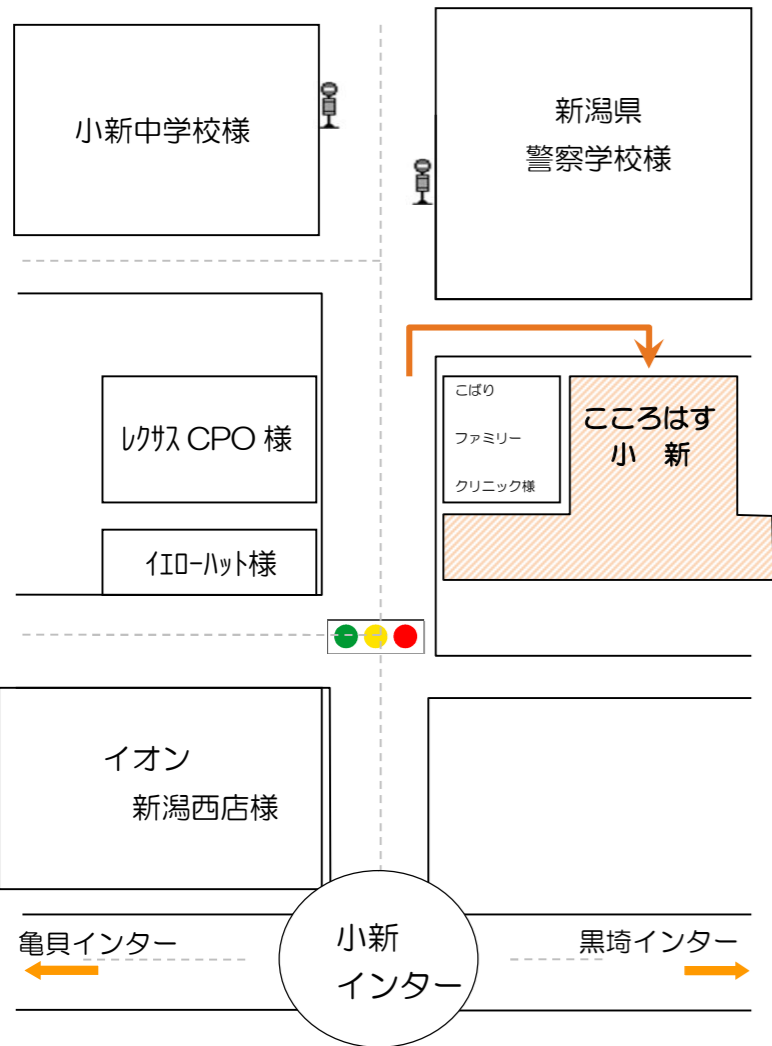 小新中学校様
新潟県
警察学校様
ﾚｸｻｽ CPO 様
ｲｴﾛｰﾊｯﾄ様
こばり
ファミリー
クリニック様
こころはす
小　新
イオン
新潟西店様
亀貝インター
小新
インター
黒埼インター